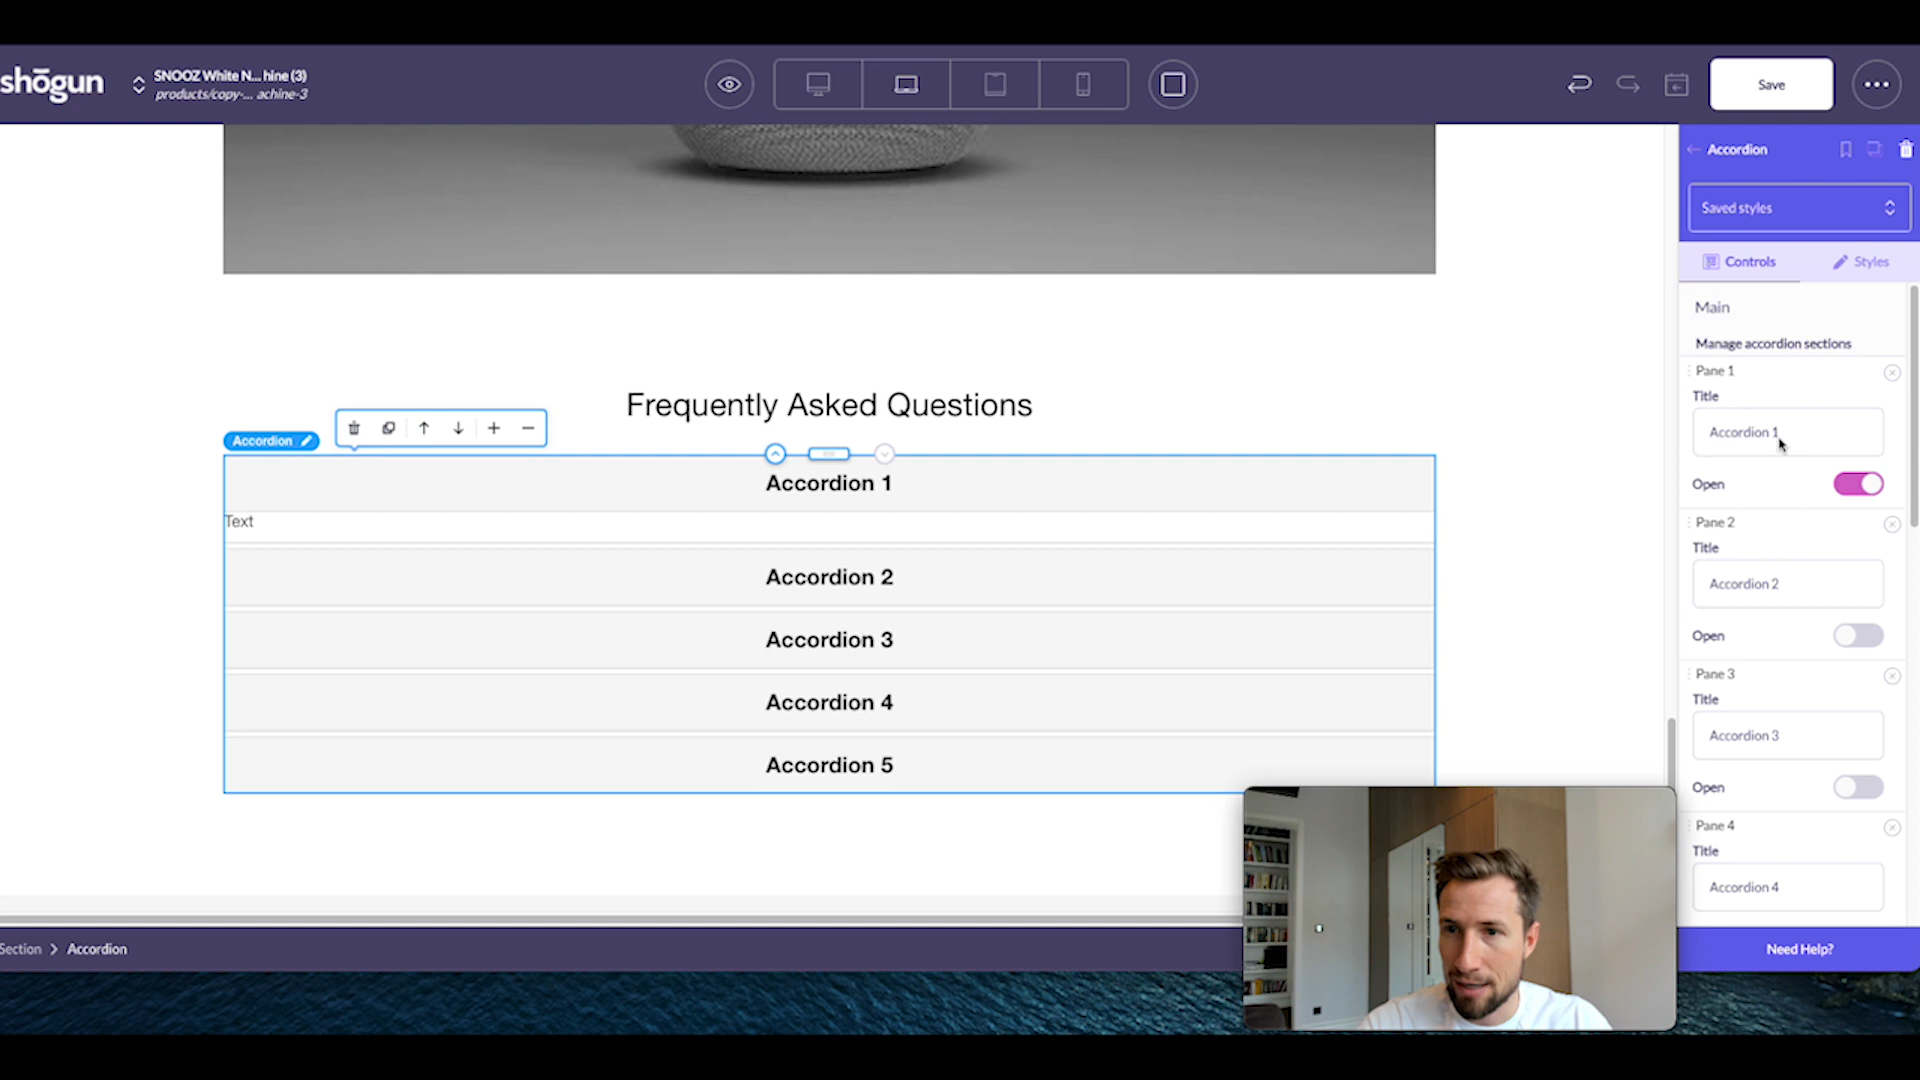 shōgun
SNOOZ White N... hine (3)
products/copy-... achine-3
Save
Accordion
Saved styles
Controls
Styles
Main
Manage accordion sections
Pane 1
Title
Accordion 1
Open
Pane 2
Title
Accordion 2
Open
Pane 3
Title
Accordion 3
Open
Pane 4
Title
Accordion 4
Need Help?
Frequently Asked Questions
Accordion
Accordion 1
Text
Accordion 2
Accordion 3
Accordion 4
Accordion 5
Section > Accordion